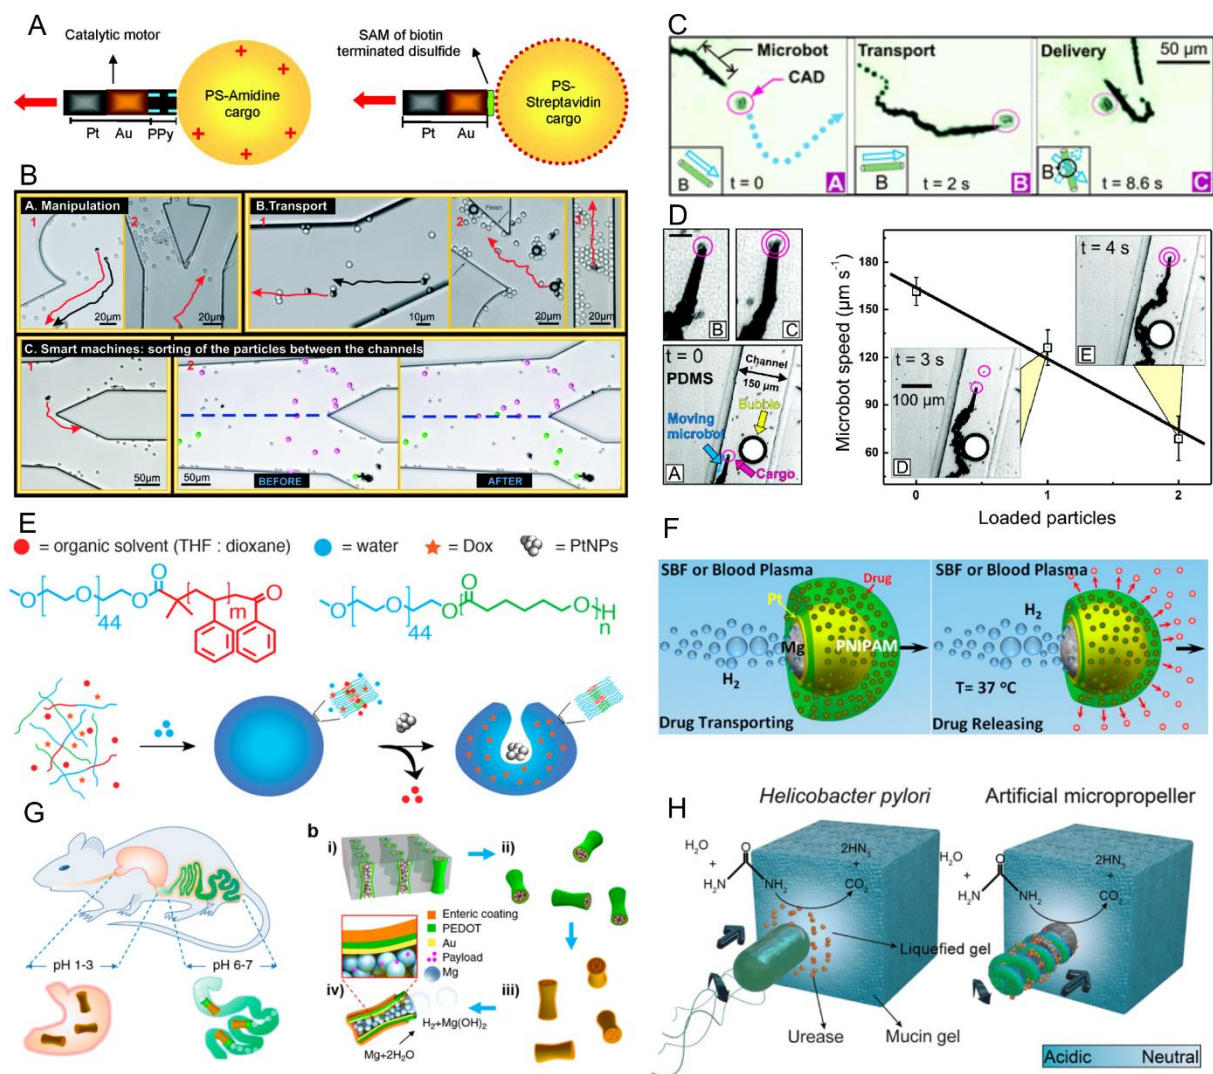 A
Catalytic motor
PS-Amidine
cargo
Pt Au PPy
SAM of biotin
terminated disulfide
PS-
Streptavidin
cargo
Pt Au
B
A. Manipulation
1
2
20µm
20µm
B.Transport
1
2
3
Finish
10µm
20µm
20µm
C. Smart machines: sorting of the particles between the channels
1
2
50µm
50µm
BEFORE
AFTER
C
Microbot
CAD
B
t = 0
A
Transport
B
t = 2 s
B
Delivery
50 µm
B
t = 8.6 s
C
D
B
C
t = 0
PDMS
Channel
150 µm
Bubble
Moving
microbot
Cargo
A
Microbot speed (µm s⁻¹)
180
150
120
90
60
0 1 2
Loaded particles
t = 3 s
100 µm
D
t = 4 s
E
E
= organic solvent (THF : dioxane)
= water
= Dox
= PtNPs
O
O
44
O
O
m
O
O
O
44
O
O
O
H
n
F
SBF or Blood Plasma
Drug
Pt
Mg
PNIPAM
H2
Drug Transporting
SBF or Blood Plasma
H2
T= 37 °C
Drug Releasing
G
pH 1-3
pH 6-7
b
i)
ii)
Enteric coating
PEDOT
Au
Payload
Mg
iv)
iii)
H2+Mg(OH)2
Mg+2H2O
H
Helicobacter pylori
H2O
+
O
H2N
NH2
2HN3
+
CO2
Liquefied gel
Urease
Mucin gel
Artificial micropropeller
H2O
+
O
H2N
NH2
2HN3
+
CO2
Acidic Neutral